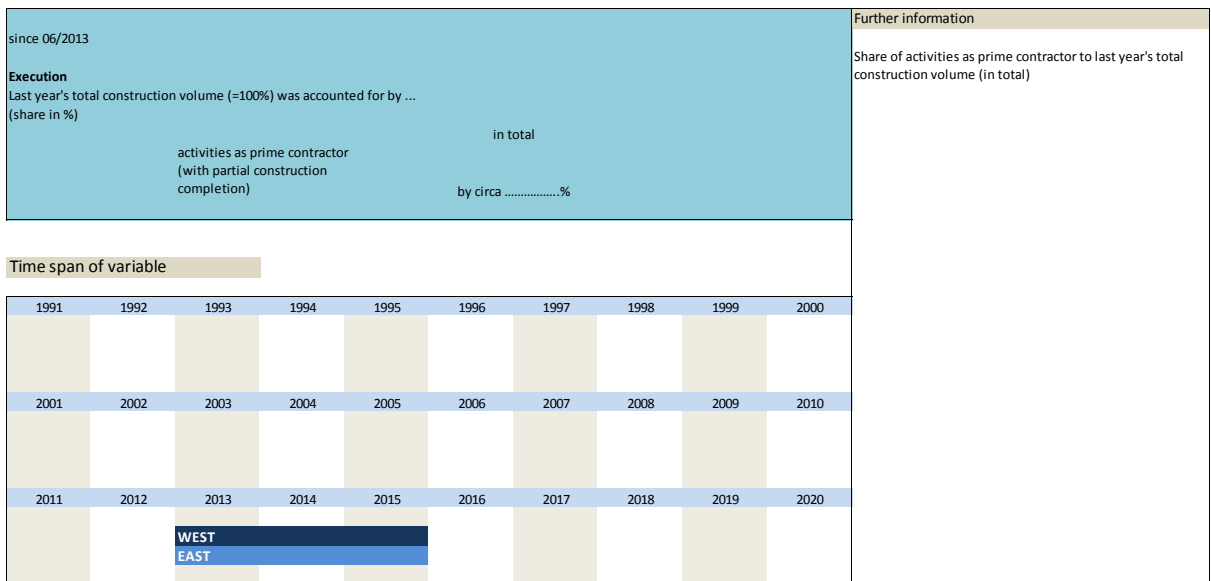 since 06/2013
Execution
Last year's total construction volume (=100%) was accounted for by ...
(share in %)
in total
activities as prime contractor
(with partial construction
completion)
by circa .................%
Further information
Share of activities as prime contractor to last year's total
construction volume (in total)
Time span of variable
1991 1992 1993 1994 1995 1996 1997 1998 1999 2000
2001 2002 2003 2004 2005 2006 2007 2008 2009 2010
2011 2012 2013 2014 2015 2016 2017 2018 2019 2020
WEST
EAST